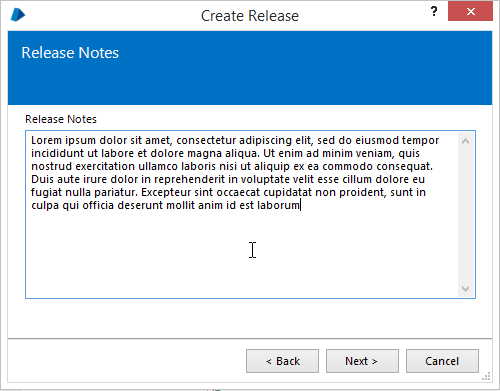 Create Release
?
Release Notes
Release Notes
Lorem ipsum dolor sit amet, consectetur adipiscing elit, sed do eiusmod tempor
incididunt ut labore et dolore magna aliqua. Ut enim ad minim veniam, quis
nostrud exercitation ullamco laboris nisi ut aliquip ex ea commodo consequat.
Duis aute irure dolor in reprehenderit in voluptate velit esse cillum dolore eu
fugiat nulla pariatur. Excepteur sint occaecat cupidatat non proident, sunt in
culpa qui officia deserunt mollit anim id est laborum
< Back Next > Cancel